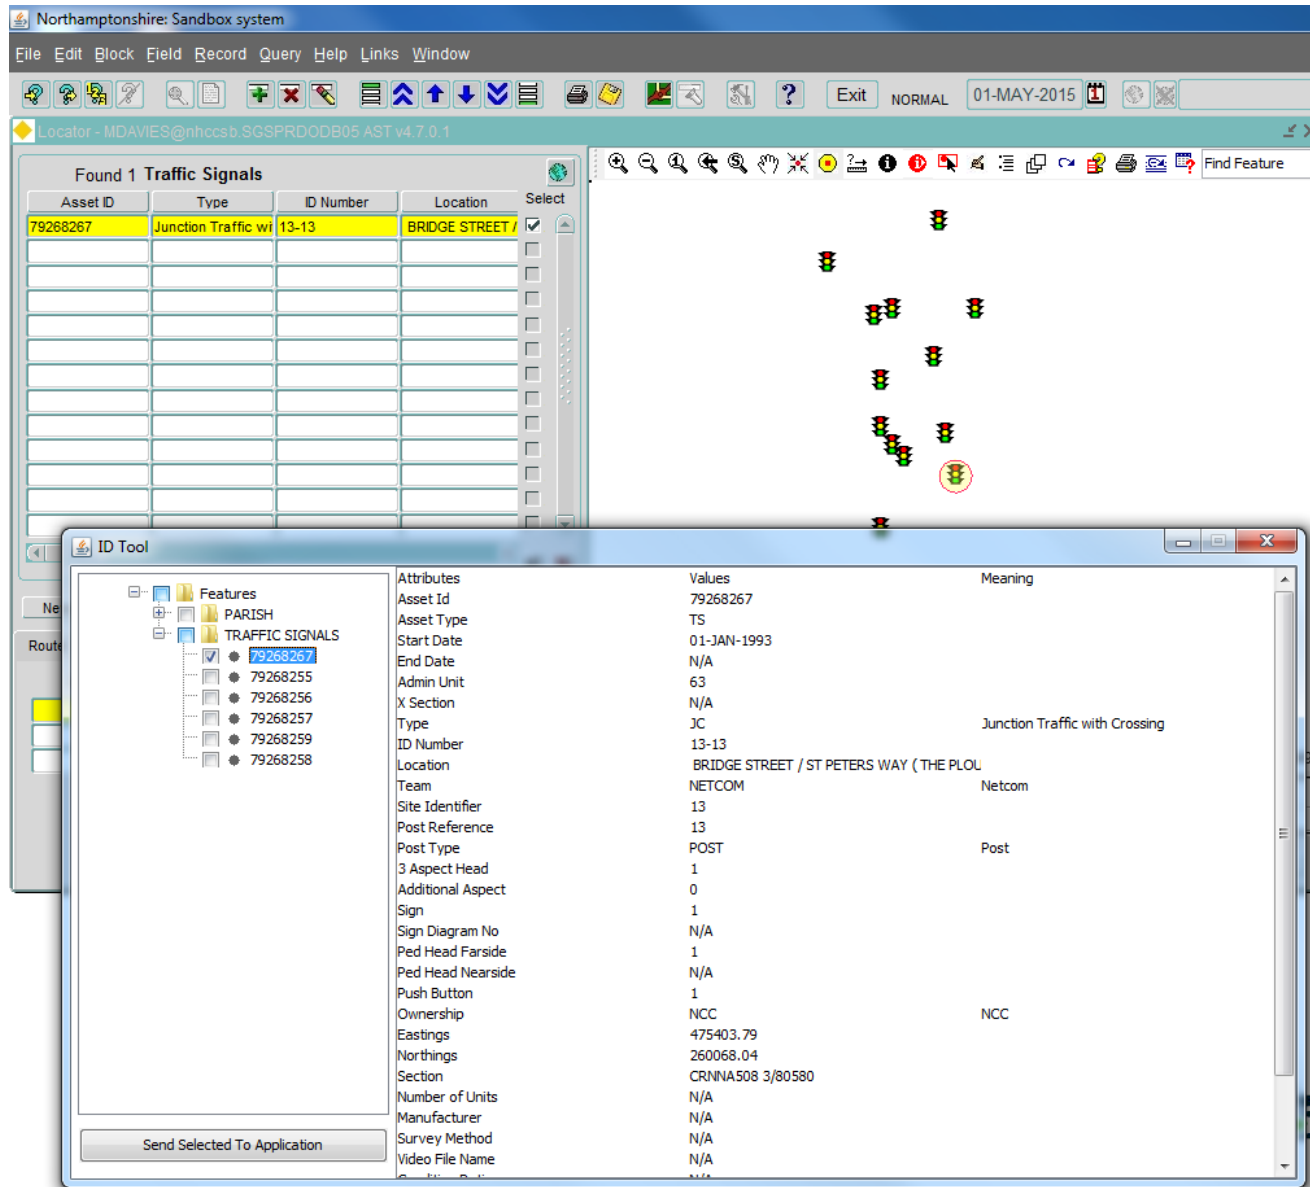 Northamptonshire: Sandbox system
File Edit Block Field Record Query Help Links Window
Exit NORMAL 01-MAY-2015
Locator - MDAVIES@nhccsb.SGSPRDODB05 AST v4.7.0.1
Find Feature
Found 1 Traffic Signals
Asset ID Type ID Number Location Select
79268267 Junction Traffic wi 13-13 BRIDGE STREET /
ID Tool
Ne
Route
Features
PARISH
TRAFFIC SIGNALS
79268267
79268255
79268256
79268257
79268259
79268258
Send Selected To Application
Attributes Values Meaning
Asset Id 79268267
Asset Type TS
Start Date 01-JAN-1993
End Date N/A
Admin Unit 63
X Section N/A
Type JC Junction Traffic with Crossing
ID Number 13-13
Location BRIDGE STREET / ST PETERS WAY ( THE PLOU
Team NETCOM Netcom
Site Identifier 13
Post Reference 13
Post Type POST Post
3 Aspect Head 1
Additional Aspect 0
Sign 1
Sign Diagram No N/A
Ped Head Farside 1
Ped Head Nearside N/A
Push Button 1
Ownership NCC NCC
Eastings 475403.79
Northings 260068.04
Section CRNNA508 3/80580
Number of Units N/A
Manufacturer N/A
Survey Method N/A
Video File Name N/A